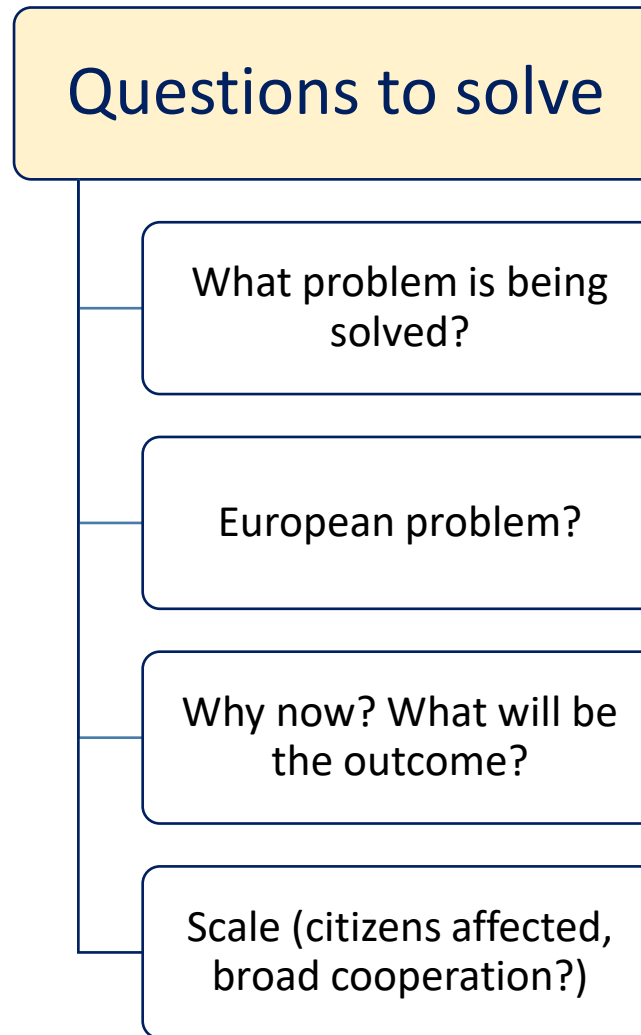 Questions to solve
What problem is being
solved?
European problem?
Why now? What will be
the outcome?
Scale (citizens affected,
broad cooperation?)